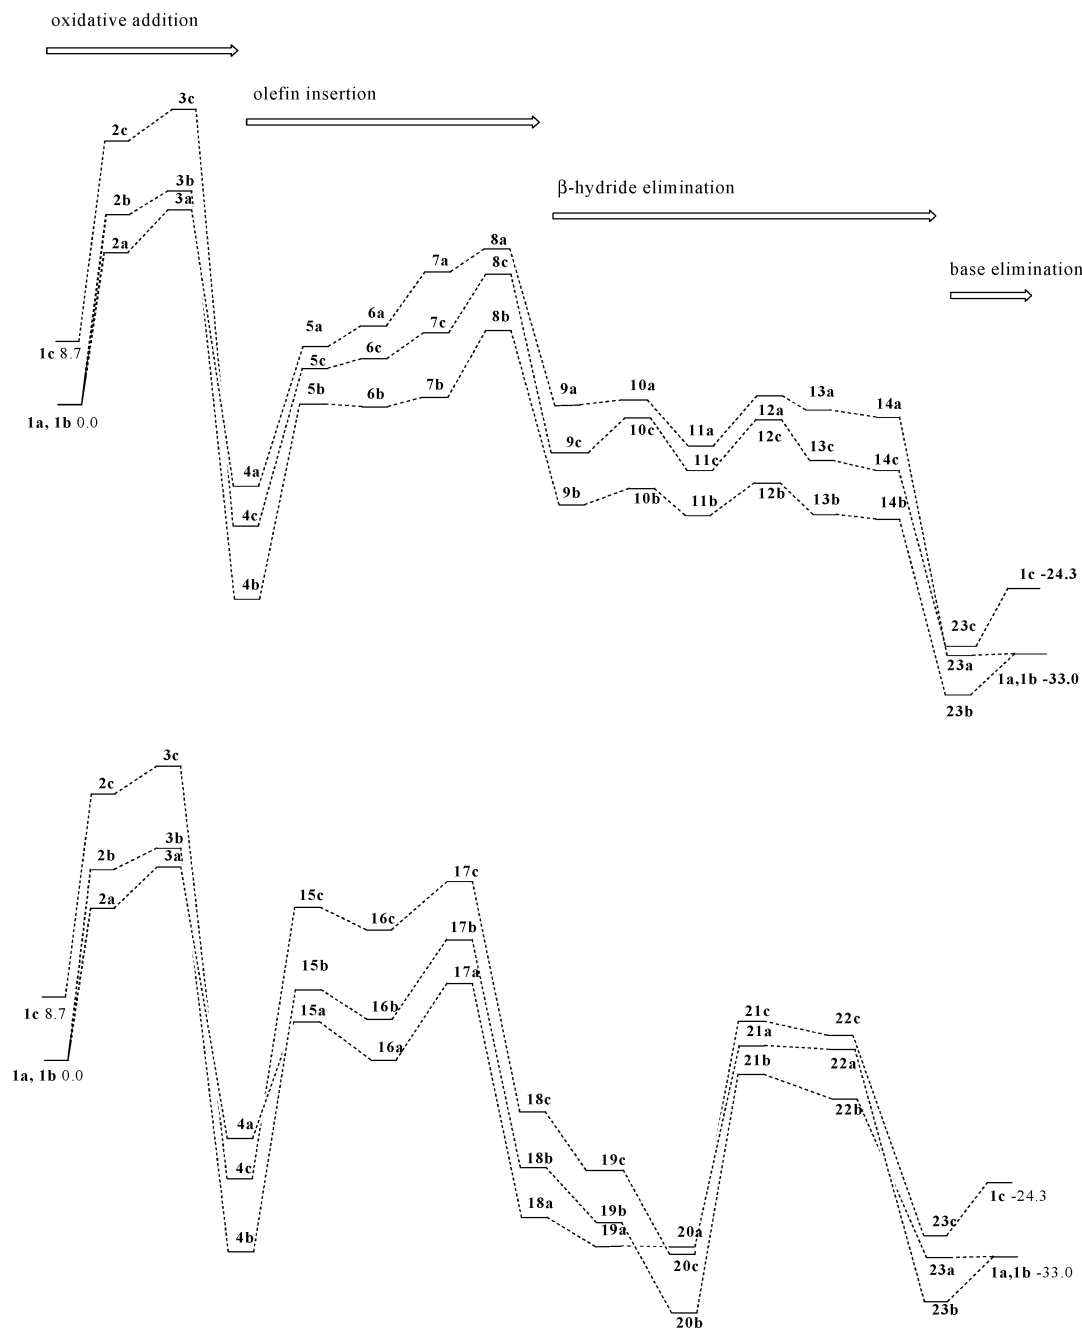 oxidative addition
olefin insertion
β-hydride elimination
base elimination
3c
2c
3b
3a
2b
2a
1c 8.7
1a, 1b 0.0
4a
4c
4b
5a
5c
5b
6a
6c
6b
7a
7c
7b
8a
8c
8b
9a
9c
9b
10a
10c
10b
11a
11c
11b
12a
12c
12b
13a
13c
13b
14a
14c
14b
23c
23a
23b
1c -24.3
1a,1b -33.0
3c
2c
3b
3a
2b
2a
1c 8.7
1a, 1b 0.0
4a
4c
4b
15c
15b
15a
16c
16b
16a
17c
17b
17a
18c
18b
18a
19c
19b
19a
20a
20c
20b
21c
21a
21b
22c
22a
22b
23c
23a
23b
1c -24.3
1a,1b -33.0